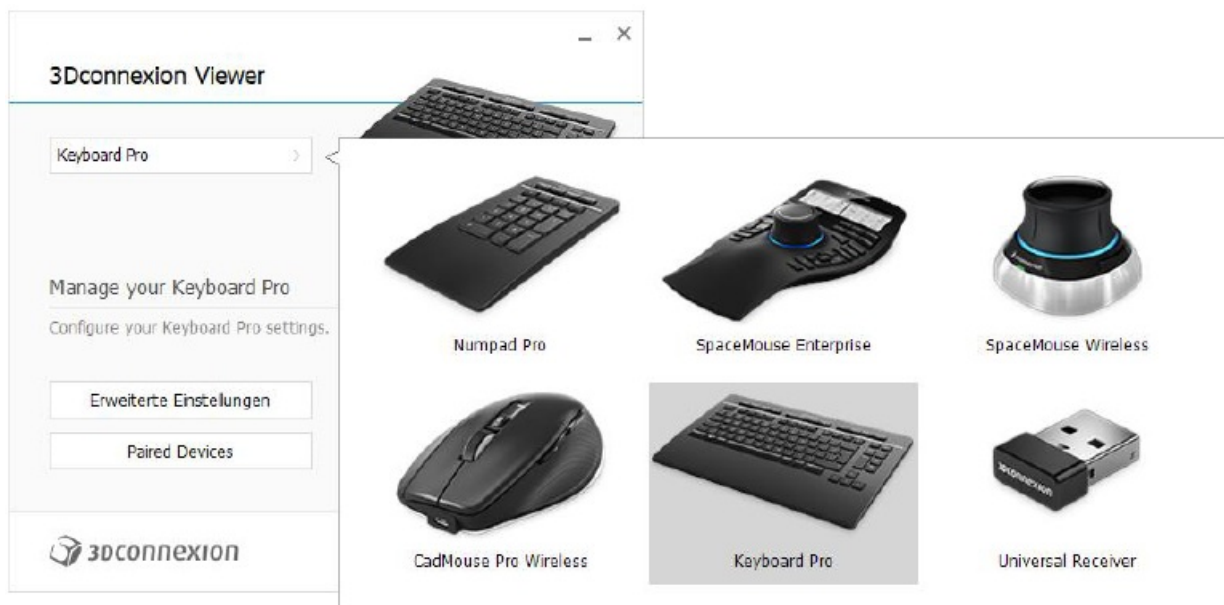 3Dconnexion Viewer
Keyboard Pro
Manage your Keyboard Pro
Configure your Keyboard Pro settings.
Erweiterte Einstellungen
Paired Devices
3Dconnexion
Numpad Pro
SpaceMouse Enterprise
SpaceMouse Wireless
CadMouse Pro Wireless
Keyboard Pro
Universal Receiver
3Dconnexion